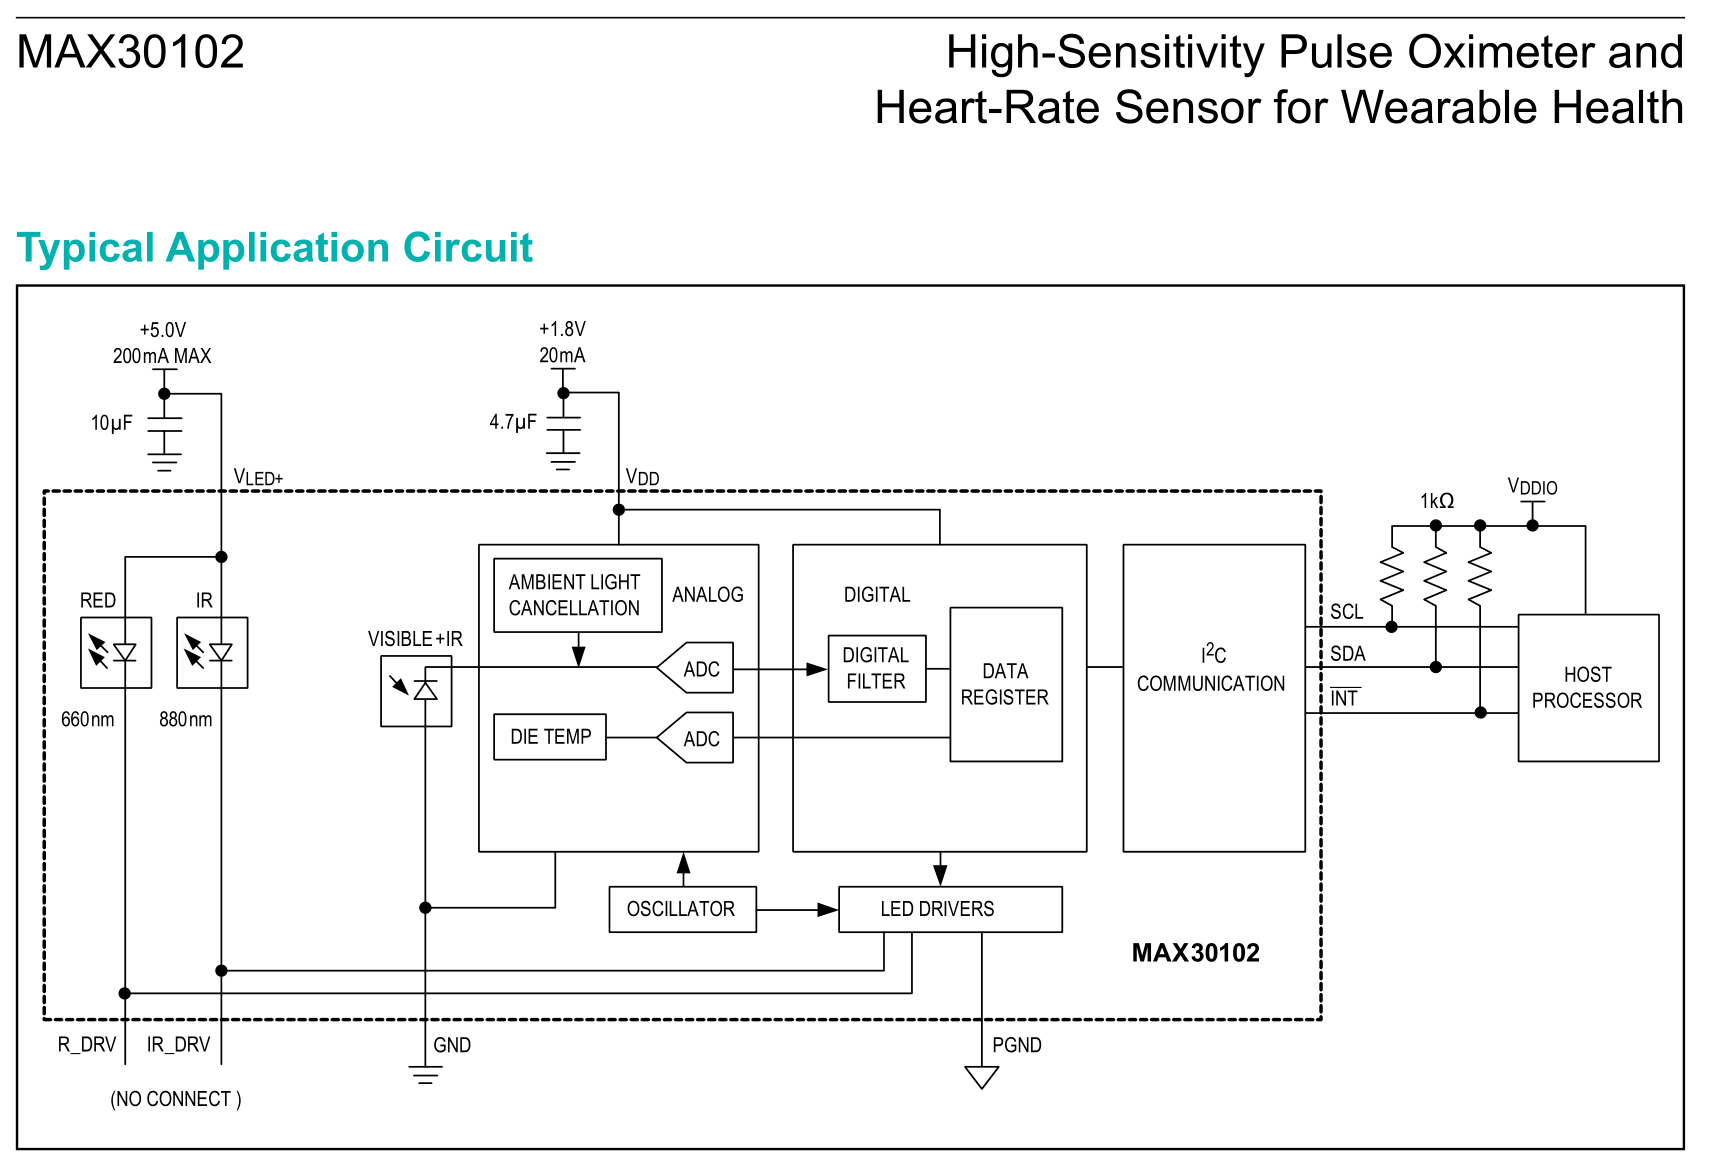 MAX30102
High-Sensitivity Pulse Oximeter and
Heart-Rate Sensor for Wearable Health
Typical Application Circuit
+5.0V
200mA MAX
10µF
VLED+
+1.8V
20mA
4.7µF
VDD
VDDIO
1kΩ
RED
IR
660nm
880nm
VISIBLE+IR
AMBIENT LIGHT
CANCELLATION
ANALOG
ADC
DIE TEMP
ADC
DIGITAL
DIGITAL
FILTER
DATA
REGISTER
I²C
COMMUNICATION
SCL
SDA
INT
HOST
PROCESSOR
OSCILLATOR
LED DRIVERS
MAX30102
R_DRV
IR_DRV
(NO CONNECT )
GND
PGND